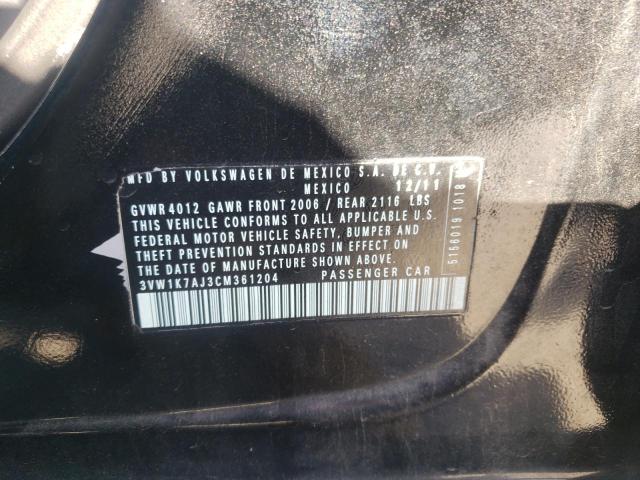 MFD BY VOLKSWAGEN DE MEXICO S.A. DE C.V.
MEXICO 12/11
GVWR 4012 GAWR FRONT 2006 / REAR 2116 LBS
THIS VEHICLE CONFORMS TO ALL APPLICABLE U.S.
FEDERAL MOTOR VEHICLE SAFETY, BUMPER AND
THEFT PREVENTION STANDARDS IN EFFECT ON
THE DATE OF MANUFACTURE SHOWN ABOVE.
3VW1K7AJ3CM361204 PASSENGER CAR
5156019 1018